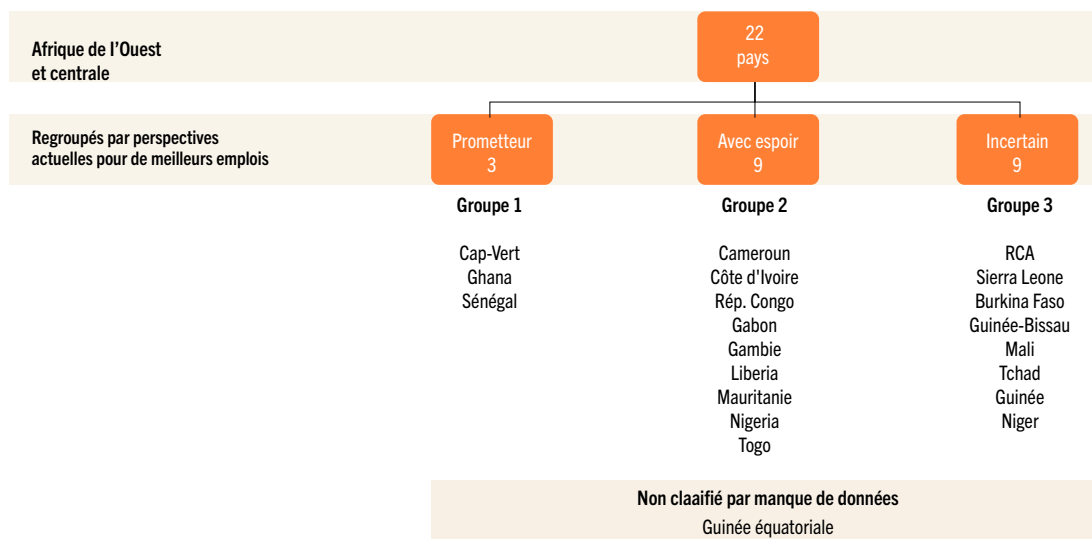 Afrique de l’Ouest
et centrale
22
pays
Regroupés par perspectives
actuelles pour de meilleurs emplois
Prometteur
3
Avec espoir
9
Incertain
9
Groupe 1
Groupe 2
Groupe 3
Cap-Vert
Ghana
Sénégal
Cameroun
Côte d'Ivoire
Rép. Congo
Gabon
Gambie
Liberia
Mauritanie
Nigeria
Togo
RCA
Sierra Leone
Burkina Faso
Guinée-Bissau
Mali
Tchad
Guinée
Niger
Non claaifié par manque de données
Guinée équatoriale